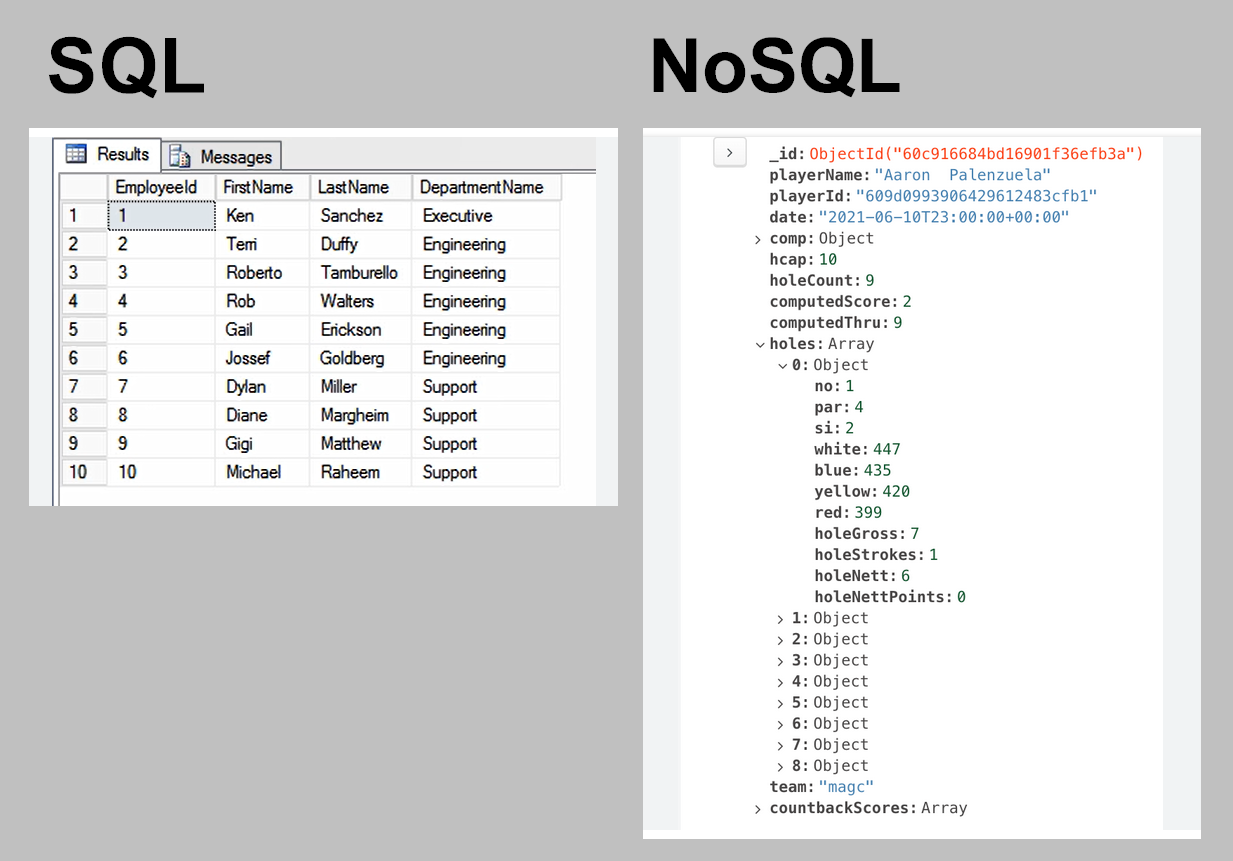 SQL
NoSQL
Results Messages
EmployeeId FirstName LastName DepartmentName
1 1 Ken Sanchez Executive
2 2 Terri Duffy Engineering
3 3 Roberto Tamburello Engineering
4 4 Rob Walters Engineering
5 5 Gail Erickson Engineering
6 6 Jossef Goldberg Engineering
7 7 Dylan Miller Support
8 8 Diane Margheim Support
9 9 Gigi Matthew Support
10 10 Michael Raheem Support
_id: ObjectId("60c916684bd16901f36efb3a")
playerName: "Aaron  Palenzuela"
playerId: "609d0993906429612483cfb1"
date: "2021-06-10T23:00:00+00:00"
comp: Object
hcap: 10
holeCount: 9
computedScore: 2
computedThru: 9
holes: Array
0: Object
no: 1
par: 4
si: 2
white: 447
blue: 435
yellow: 420
red: 399
holeGross: 7
holeStrokes: 1
holeNett: 6
holeNettPoints: 0
1: Object
2: Object
3: Object
4: Object
5: Object
6: Object
7: Object
8: Object
team: "magc"
countbackScores: Array